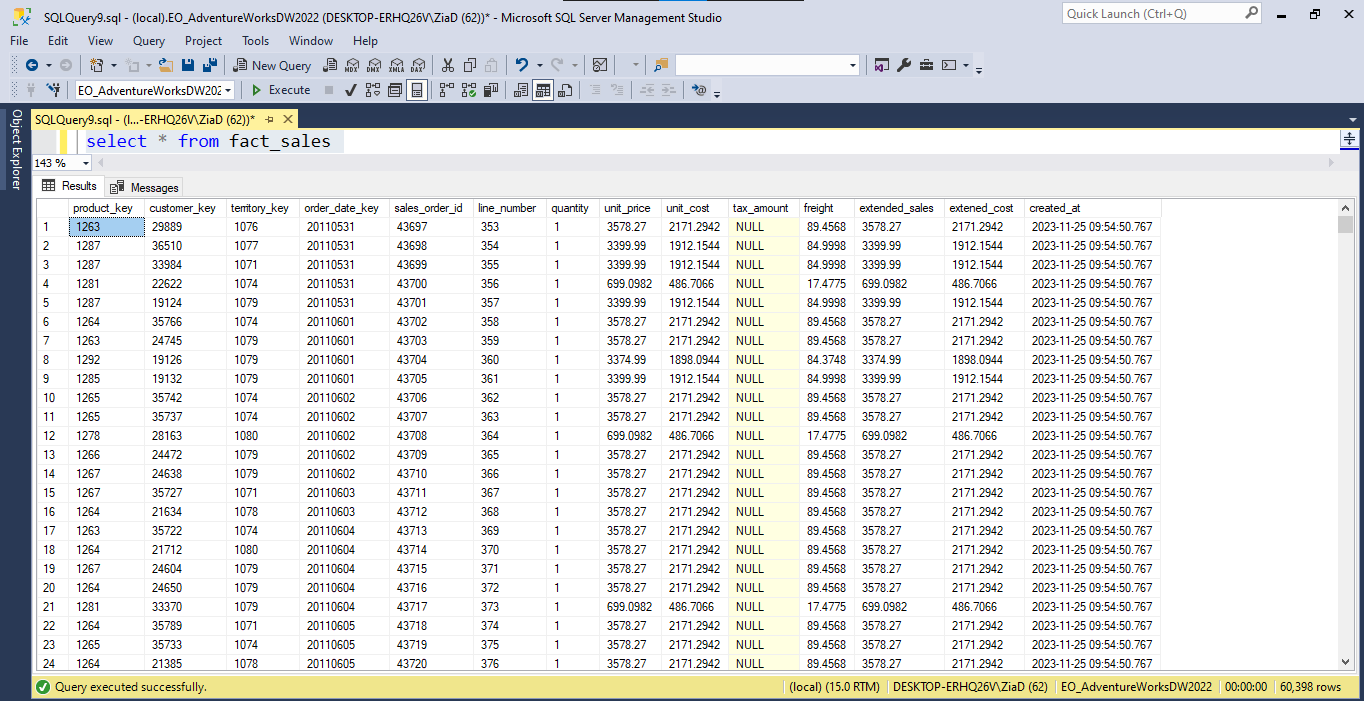 SQLQuery9.sql - (local).EO_AdventureWorksDW2022 (DESKTOP-ERHQ26V\ZiaD (62))* - Microsoft SQL Server Management Studio
Quick Launch (Ctrl+Q)
File Edit View Query Project Tools Window Help
New Query MDX DMX XMLA DAX
EO_AdventureWorksDW202 Execute
Object Explorer
SQLQuery9.sql - (l...-ERHQ26V\ZiaD (62))*
select * from fact_sales
143 %
Results Messages
product_key customer_key territory_key order_date_key sales_order_id line_number quantity unit_price unit_cost tax_amount freight extended_sales extened_cost created_at
1 1263 29889 1076 20110531 43697 353 1 3578.27 2171.2942 NULL 89.4568 3578.27 2171.2942 2023-11-25 09:54:50.767
2 1287 36510 1077 20110531 43698 354 1 3399.99 1912.1544 NULL 84.9998 3399.99 1912.1544 2023-11-25 09:54:50.767
3 1287 33984 1071 20110531 43699 355 1 3399.99 1912.1544 NULL 84.9998 3399.99 1912.1544 2023-11-25 09:54:50.767
4 1281 22622 1074 20110531 43700 356 1 699.0982 486.7066 NULL 17.4775 699.0982 486.7066 2023-11-25 09:54:50.767
5 1287 19124 1079 20110531 43701 357 1 3399.99 1912.1544 NULL 84.9998 3399.99 1912.1544 2023-11-25 09:54:50.767
6 1264 35766 1074 20110601 43702 358 1 3578.27 2171.2942 NULL 89.4568 3578.27 2171.2942 2023-11-25 09:54:50.767
7 1263 24745 1079 20110601 43703 359 1 3578.27 2171.2942 NULL 89.4568 3578.27 2171.2942 2023-11-25 09:54:50.767
8 1292 19126 1079 20110601 43704 360 1 3374.99 1898.0944 NULL 84.3748 3374.99 1898.0944 2023-11-25 09:54:50.767
9 1285 19132 1079 20110601 43705 361 1 3399.99 1912.1544 NULL 84.9998 3399.99 1912.1544 2023-11-25 09:54:50.767
10 1265 35742 1074 20110602 43706 362 1 3578.27 2171.2942 NULL 89.4568 3578.27 2171.2942 2023-11-25 09:54:50.767
11 1265 35737 1074 20110602 43707 363 1 3578.27 2171.2942 NULL 89.4568 3578.27 2171.2942 2023-11-25 09:54:50.767
12 1278 28163 1080 20110602 43708 364 1 699.0982 486.7066 NULL 17.4775 699.0982 486.7066 2023-11-25 09:54:50.767
13 1266 24472 1079 20110602 43709 365 1 3578.27 2171.2942 NULL 89.4568 3578.27 2171.2942 2023-11-25 09:54:50.767
14 1267 24638 1079 20110602 43710 366 1 3578.27 2171.2942 NULL 89.4568 3578.27 2171.2942 2023-11-25 09:54:50.767
15 1267 35727 1071 20110603 43711 367 1 3578.27 2171.2942 NULL 89.4568 3578.27 2171.2942 2023-11-25 09:54:50.767
16 1264 21634 1078 20110603 43712 368 1 3578.27 2171.2942 NULL 89.4568 3578.27 2171.2942 2023-11-25 09:54:50.767
17 1263 35722 1074 20110604 43713 369 1 3578.27 2171.2942 NULL 89.4568 3578.27 2171.2942 2023-11-25 09:54:50.767
18 1264 21712 1080 20110604 43714 370 1 3578.27 2171.2942 NULL 89.4568 3578.27 2171.2942 2023-11-25 09:54:50.767
19 1267 24604 1079 20110604 43715 371 1 3578.27 2171.2942 NULL 89.4568 3578.27 2171.2942 2023-11-25 09:54:50.767
20 1264 24650 1079 20110604 43716 372 1 3578.27 2171.2942 NULL 89.4568 3578.27 2171.2942 2023-11-25 09:54:50.767
21 1281 33370 1079 20110604 43717 373 1 699.0982 486.7066 NULL 17.4775 699.0982 486.7066 2023-11-25 09:54:50.767
22 1264 35789 1071 20110605 43718 374 1 3578.27 2171.2942 NULL 89.4568 3578.27 2171.2942 2023-11-25 09:54:50.767
23 1265 35733 1074 20110605 43719 375 1 3578.27 2171.2942 NULL 89.4568 3578.27 2171.2942 2023-11-25 09:54:50.767
24 1264 21385 1078 20110605 43720 376 1 3578.27 2171.2942 NULL 89.4568 3578.27 2171.2942 2023-11-25 09:54:50.767
Query executed successfully. (local) (15.0 RTM) DESKTOP-ERHQ26V\ZiaD (62) EO_AdventureWorksDW2022 00:00:00 60,398 rows